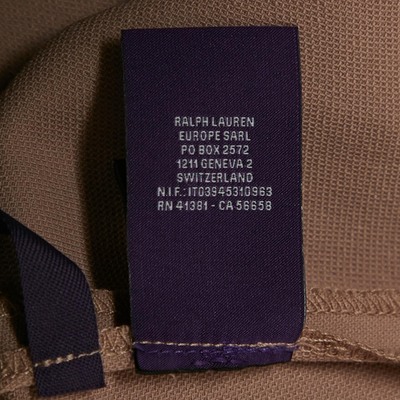 RALPH LAUREN
EUROPE SARL
PO BOX 2572
1211 GENEVA 2
SWITZERLAND
N.I.F.:IT03945310963
RN 41381 - CA 56658